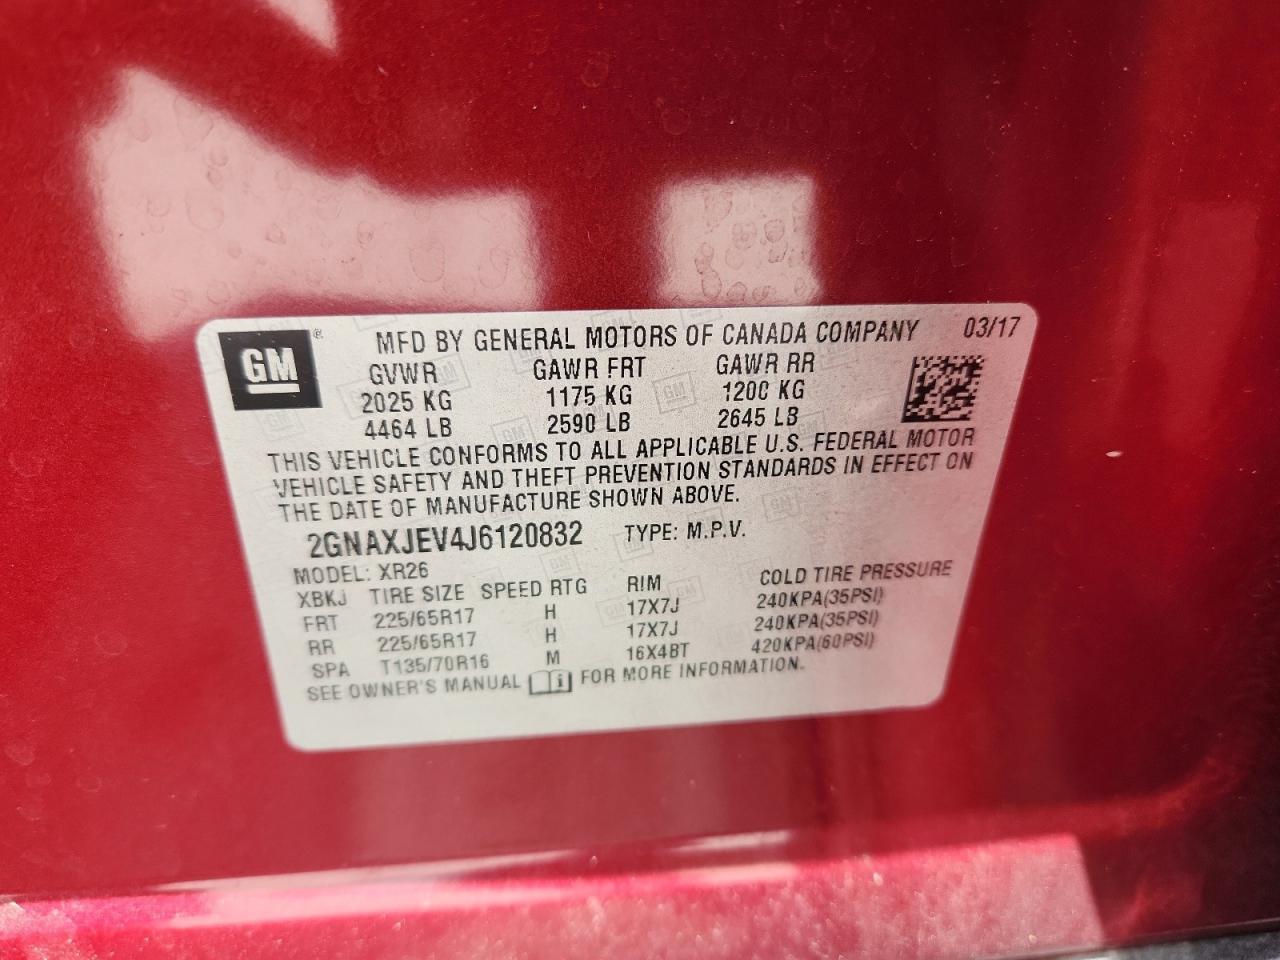 GM ® MFD BY GENERAL MOTORS OF CANADA COMPANY 03/17
GVWR GAWR FRT GAWR RR
2025 KG 1175 KG 1200 KG
4464 LB 2590 LB 2645 LB
THIS VEHICLE CONFORMS TO ALL APPLICABLE U.S. FEDERAL MOTOR
VEHICLE SAFETY AND THEFT PREVENTION STANDARDS IN EFFECT ON
THE DATE OF MANUFACTURE SHOWN ABOVE.
2GNAXJEV4J6120832 TYPE: M.P.V.
MODEL: XR26
XBKJ TIRE SIZE SPEED RTG RIM COLD TIRE PRESSURE
FRT 225/65R17 H 17X7J 240KPA(35PSI)
RR 225/65R17 H 17X7J 240KPA(35PSI)
SPA T135/70R16 M 16X4BT 420KPA(60PSI)
SEE OWNER'S MANUAL i FOR MORE INFORMATION.